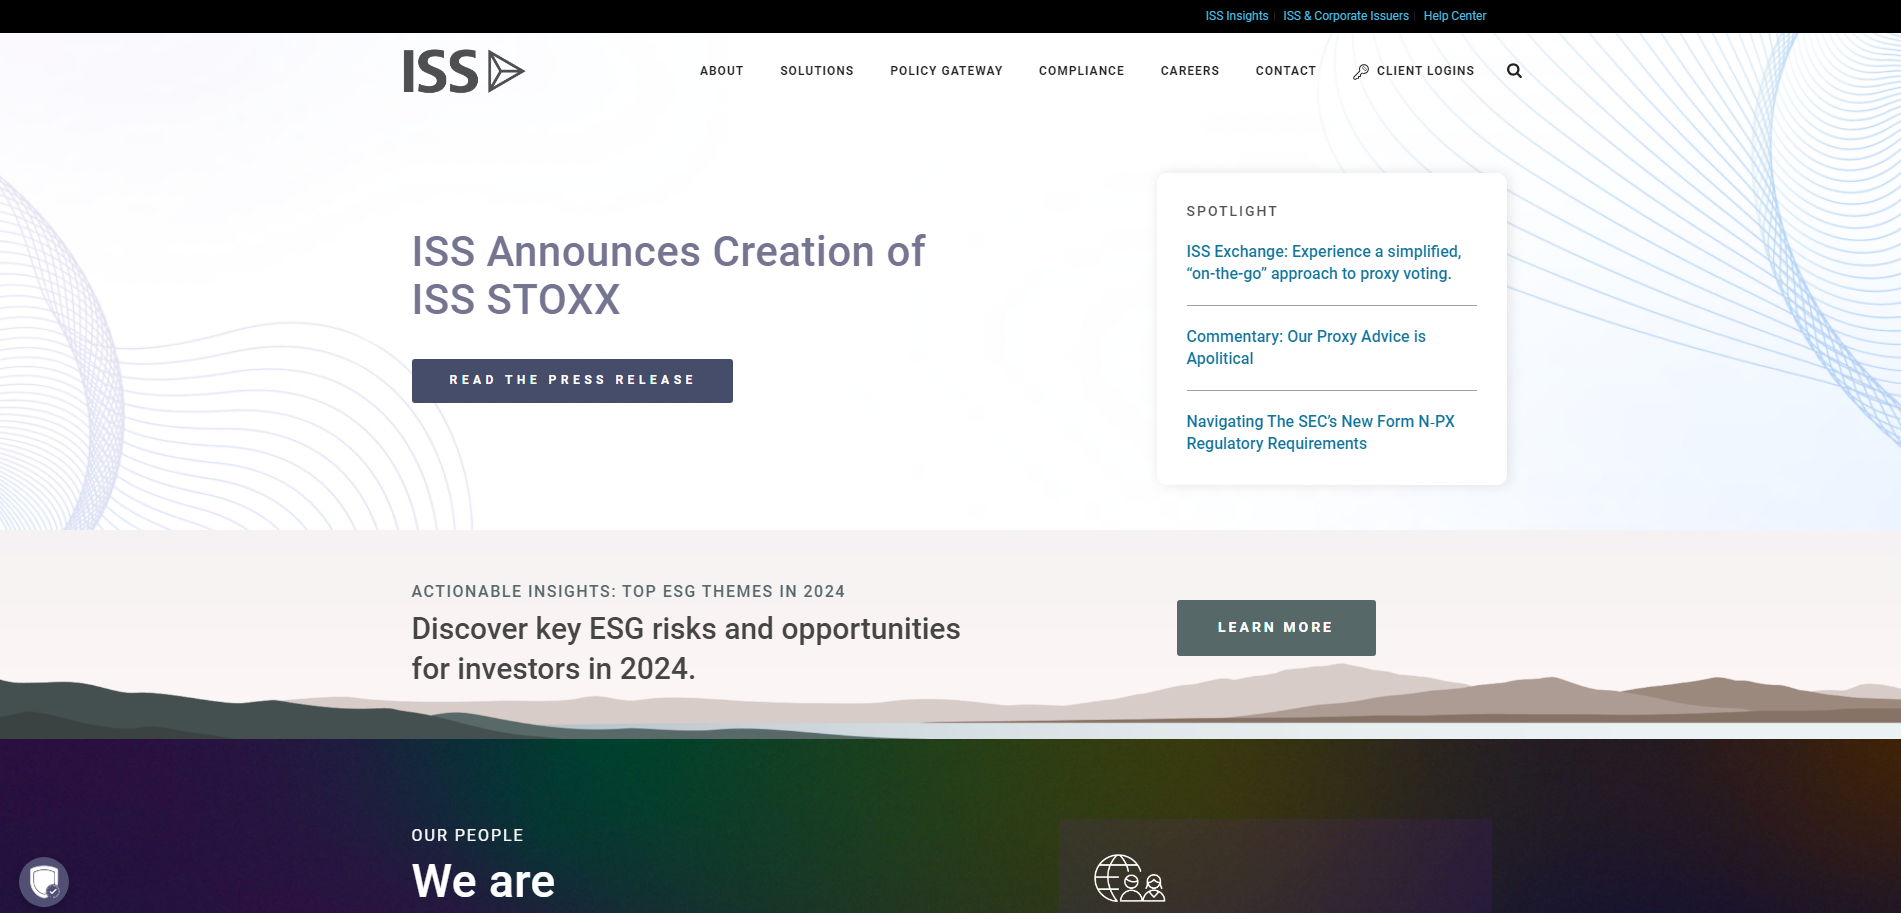 ISS Insights
ISS & Corporate Issuers
Help Center
ISS
ABOUT
SOLUTIONS
POLICY GATEWAY
COMPLIANCE
CAREERS
CONTACT
CLIENT LOGINS
ISS Announces Creation of
ISS STOXX
READ THE PRESS RELEASE
SPOTLIGHT
ISS Exchange: Experience a simplified,
“on-the-go” approach to proxy voting.
Commentary: Our Proxy Advice is
Apolitical
Navigating The SEC’s New Form N-PX
Regulatory Requirements
ACTIONABLE INSIGHTS: TOP ESG THEMES IN 2024
Discover key ESG risks and opportunities
for investors in 2024.
LEARN MORE
OUR PEOPLE
We are